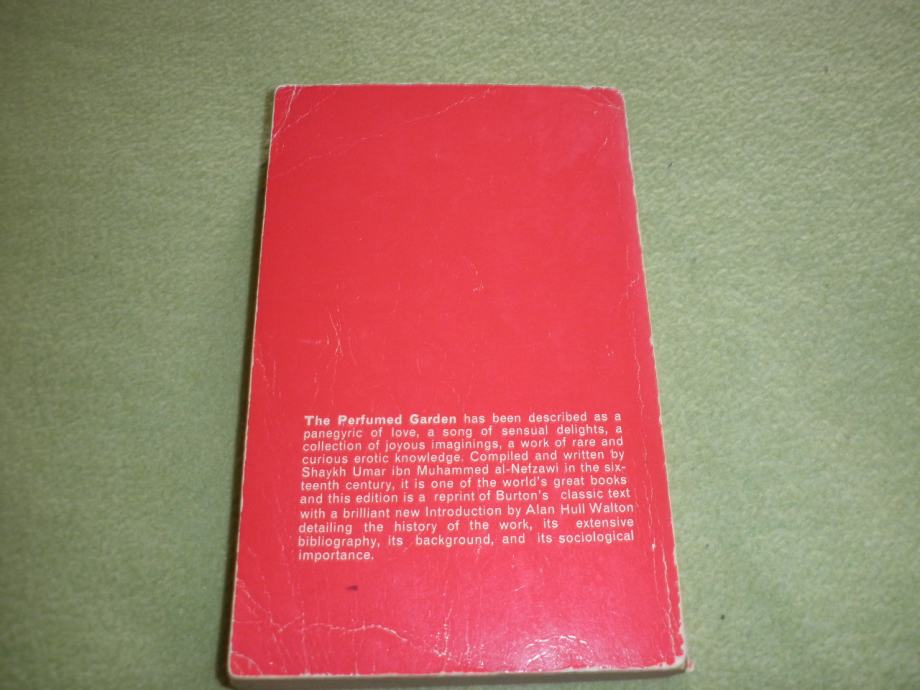 The Perfumed Garden has been described as a
panegyric of love, a song of sensual delights, a
collection of joyous imaginings, a work of rare and
curious erotic knowledge. Compiled and written by
Shaykh Umar ibn Muhammed al-Nefzawi in the six-
teenth century, it is one of the world's great books
and this edition is a reprint of Burton's classic text
with a brilliant new Introduction by Alan Hull Walton
detailing the history of the work, its extensive
bibliography, its background, and its sociological
importance.